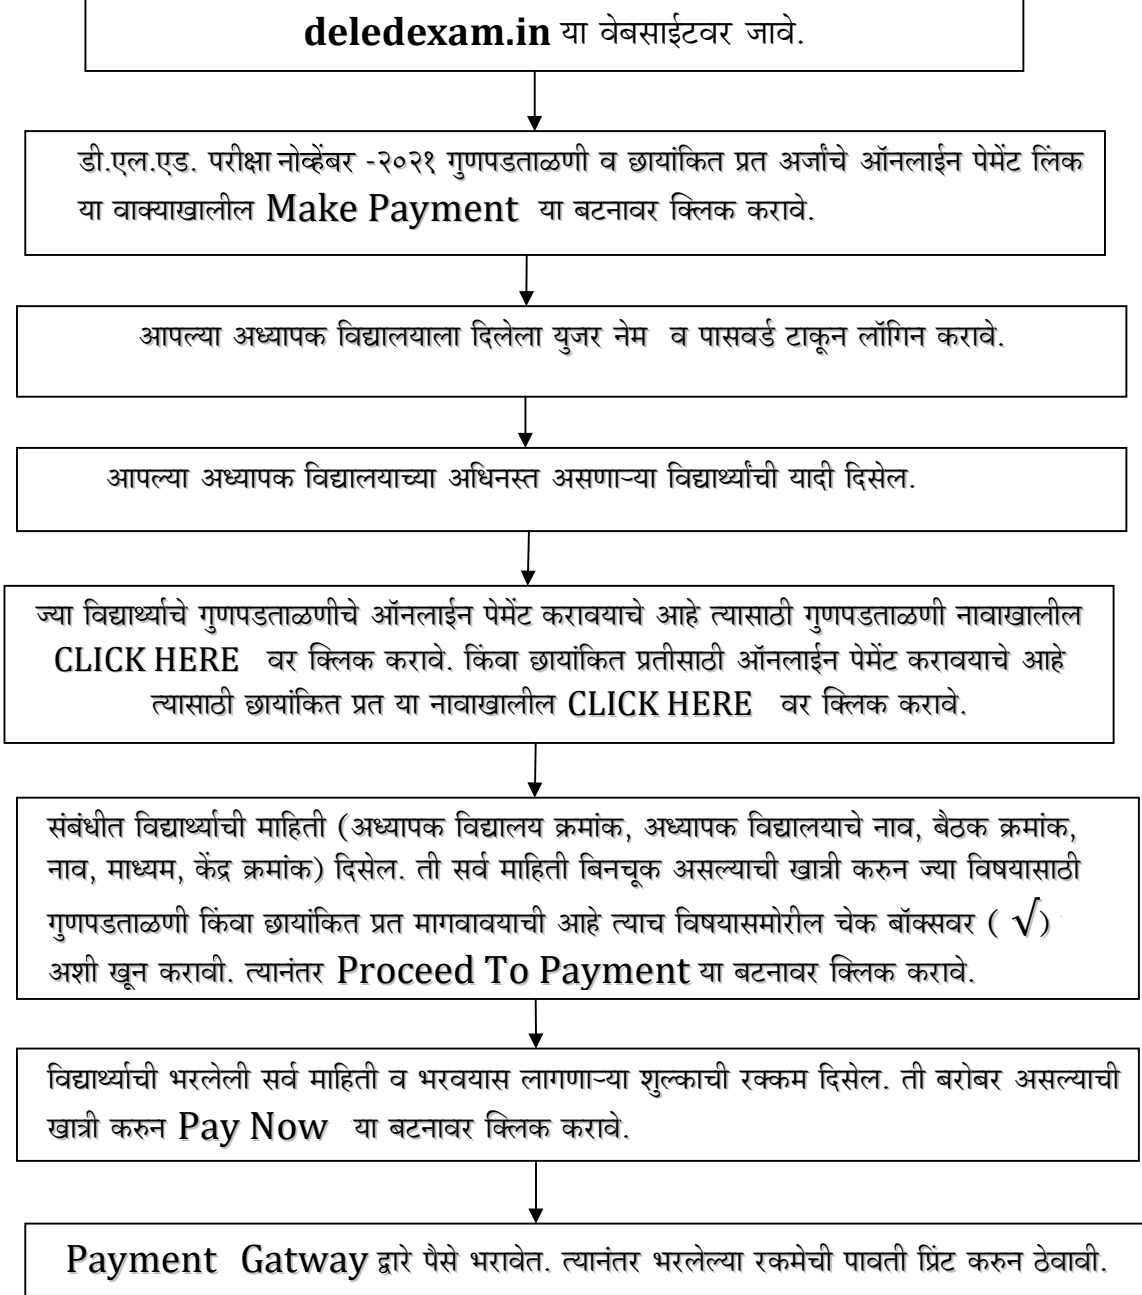 deledexam.in या वेबसाईटवर जावे.
डी.एल.एड. परीक्षा नोव्हेंबर -२०२१ गुणपडताळणी व छायांकित प्रत अर्जांचे ऑनलाईन पेमेंट लिंक
या वाक्याखालील Make Payment या बटनावर क्लिक करावे.
आपल्या अध्यापक विद्यालयाला दिलेला युजर नेम व पासवर्ड टाकून लॉगिन करावे.
आपल्या अध्यापक विद्यालयाच्या अधिनस्त असणाऱ्या विद्यार्थ्यांची यादी दिसेल.
ज्या विद्यार्थ्याचे गुणपडताळणीचे ऑनलाईन पेमेंट करावयाचे आहे त्यासाठी गुणपडताळणी नावाखालील
CLICK HERE वर क्लिक करावे. किंवा छायांकित प्रतीसाठी ऑनलाईन पेमेंट करावयाचे आहे
त्यासाठी छायांकित प्रत या नावाखालील CLICK HERE वर क्लिक करावे.
संबंधीत विद्यार्थ्याची माहिती (अध्यापक विद्यालय क्रमांक, अध्यापक विद्यालयाचे नाव, बैठक क्रमांक,
नाव, माध्यम, केंद्र क्रमांक) दिसेल. ती सर्व माहिती बिनचूक असल्याची खात्री करुन ज्या विषयासाठी
गुणपडताळणी किंवा छायांकित प्रत मागवावयाची आहे त्याच विषयासमोरील चेक बॉक्सवर ( √)
अशी खून करावी. त्यानंतर Proceed To Payment या बटनावर क्लिक करावे.
विद्यार्थ्याची भरलेली सर्व माहिती व भरवयास लागणाऱ्या शुल्काची रक्कम दिसेल. ती बरोबर असल्याची
खात्री करुन Pay Now या बटनावर क्लिक करावे.
Payment Gatway द्वारे पैसे भरावेत. त्यानंतर भरलेल्या रकमेची पावती प्रिंट करुन ठेवावी.